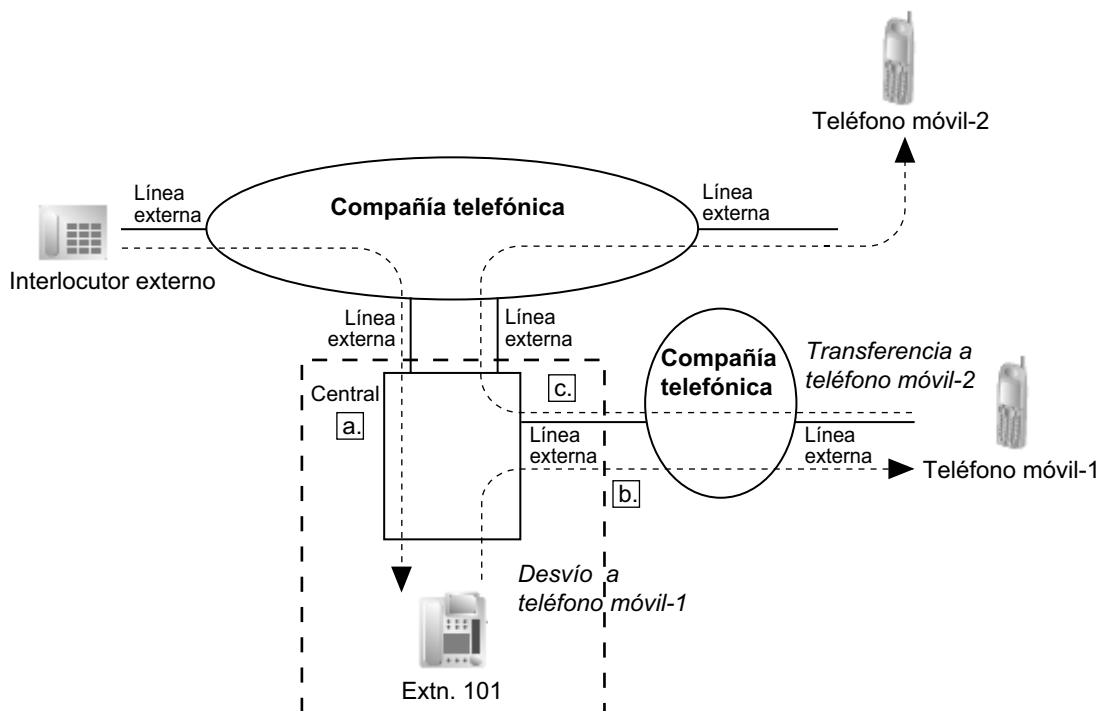 Teléfono móvil-2
Línea
externa
Compañía telefónica
Línea
externa
Interlocutor externo
Línea
externa
Línea
externa
Compañía
telefónica
Transferencia a
teléfono móvil-2
Central
a.
c.
Línea
externa
Línea
externa
Teléfono móvil-1
b.
Desvío a
teléfono móvil-1
Extn. 101